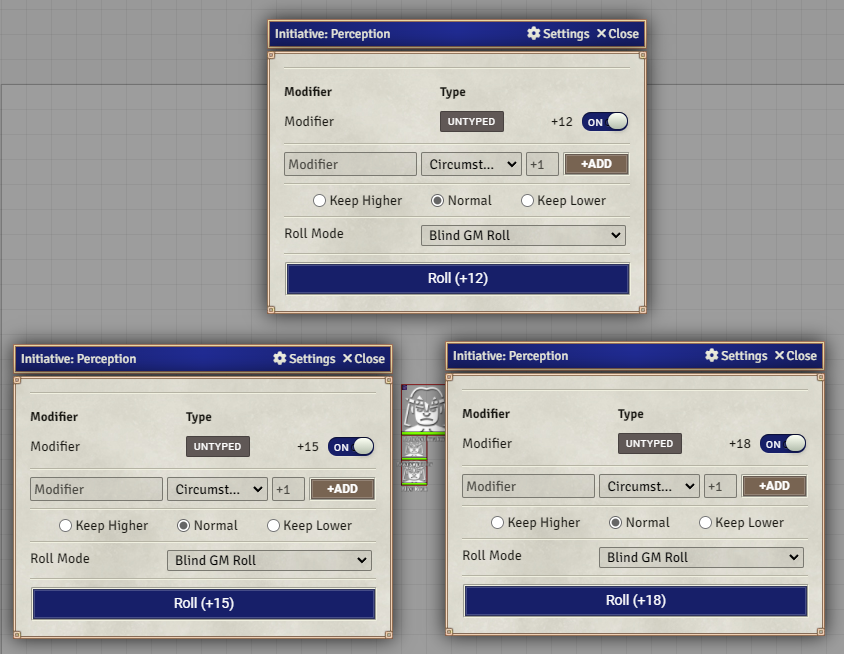 Initiative: Perception Settings Close
Modifier Type
Modifier UNTYPED +12 ON
Modifier Circumst... +1 +ADD
Keep Higher Normal Keep Lower
Roll Mode Blind GM Roll
Roll (+12)
Initiative: Perception Settings Close
Modifier Type
Modifier UNTYPED +15 ON
Modifier Circumst... +1 +ADD
Keep Higher Normal Keep Lower
Roll Mode Blind GM Roll
Roll (+15)
Initiative: Perception Settings Close
Modifier Type
Modifier UNTYPED +18 ON
Modifier Circumst... +1 +ADD
Keep Higher Normal Keep Lower
Roll Mode Blind GM Roll
Roll (+18)